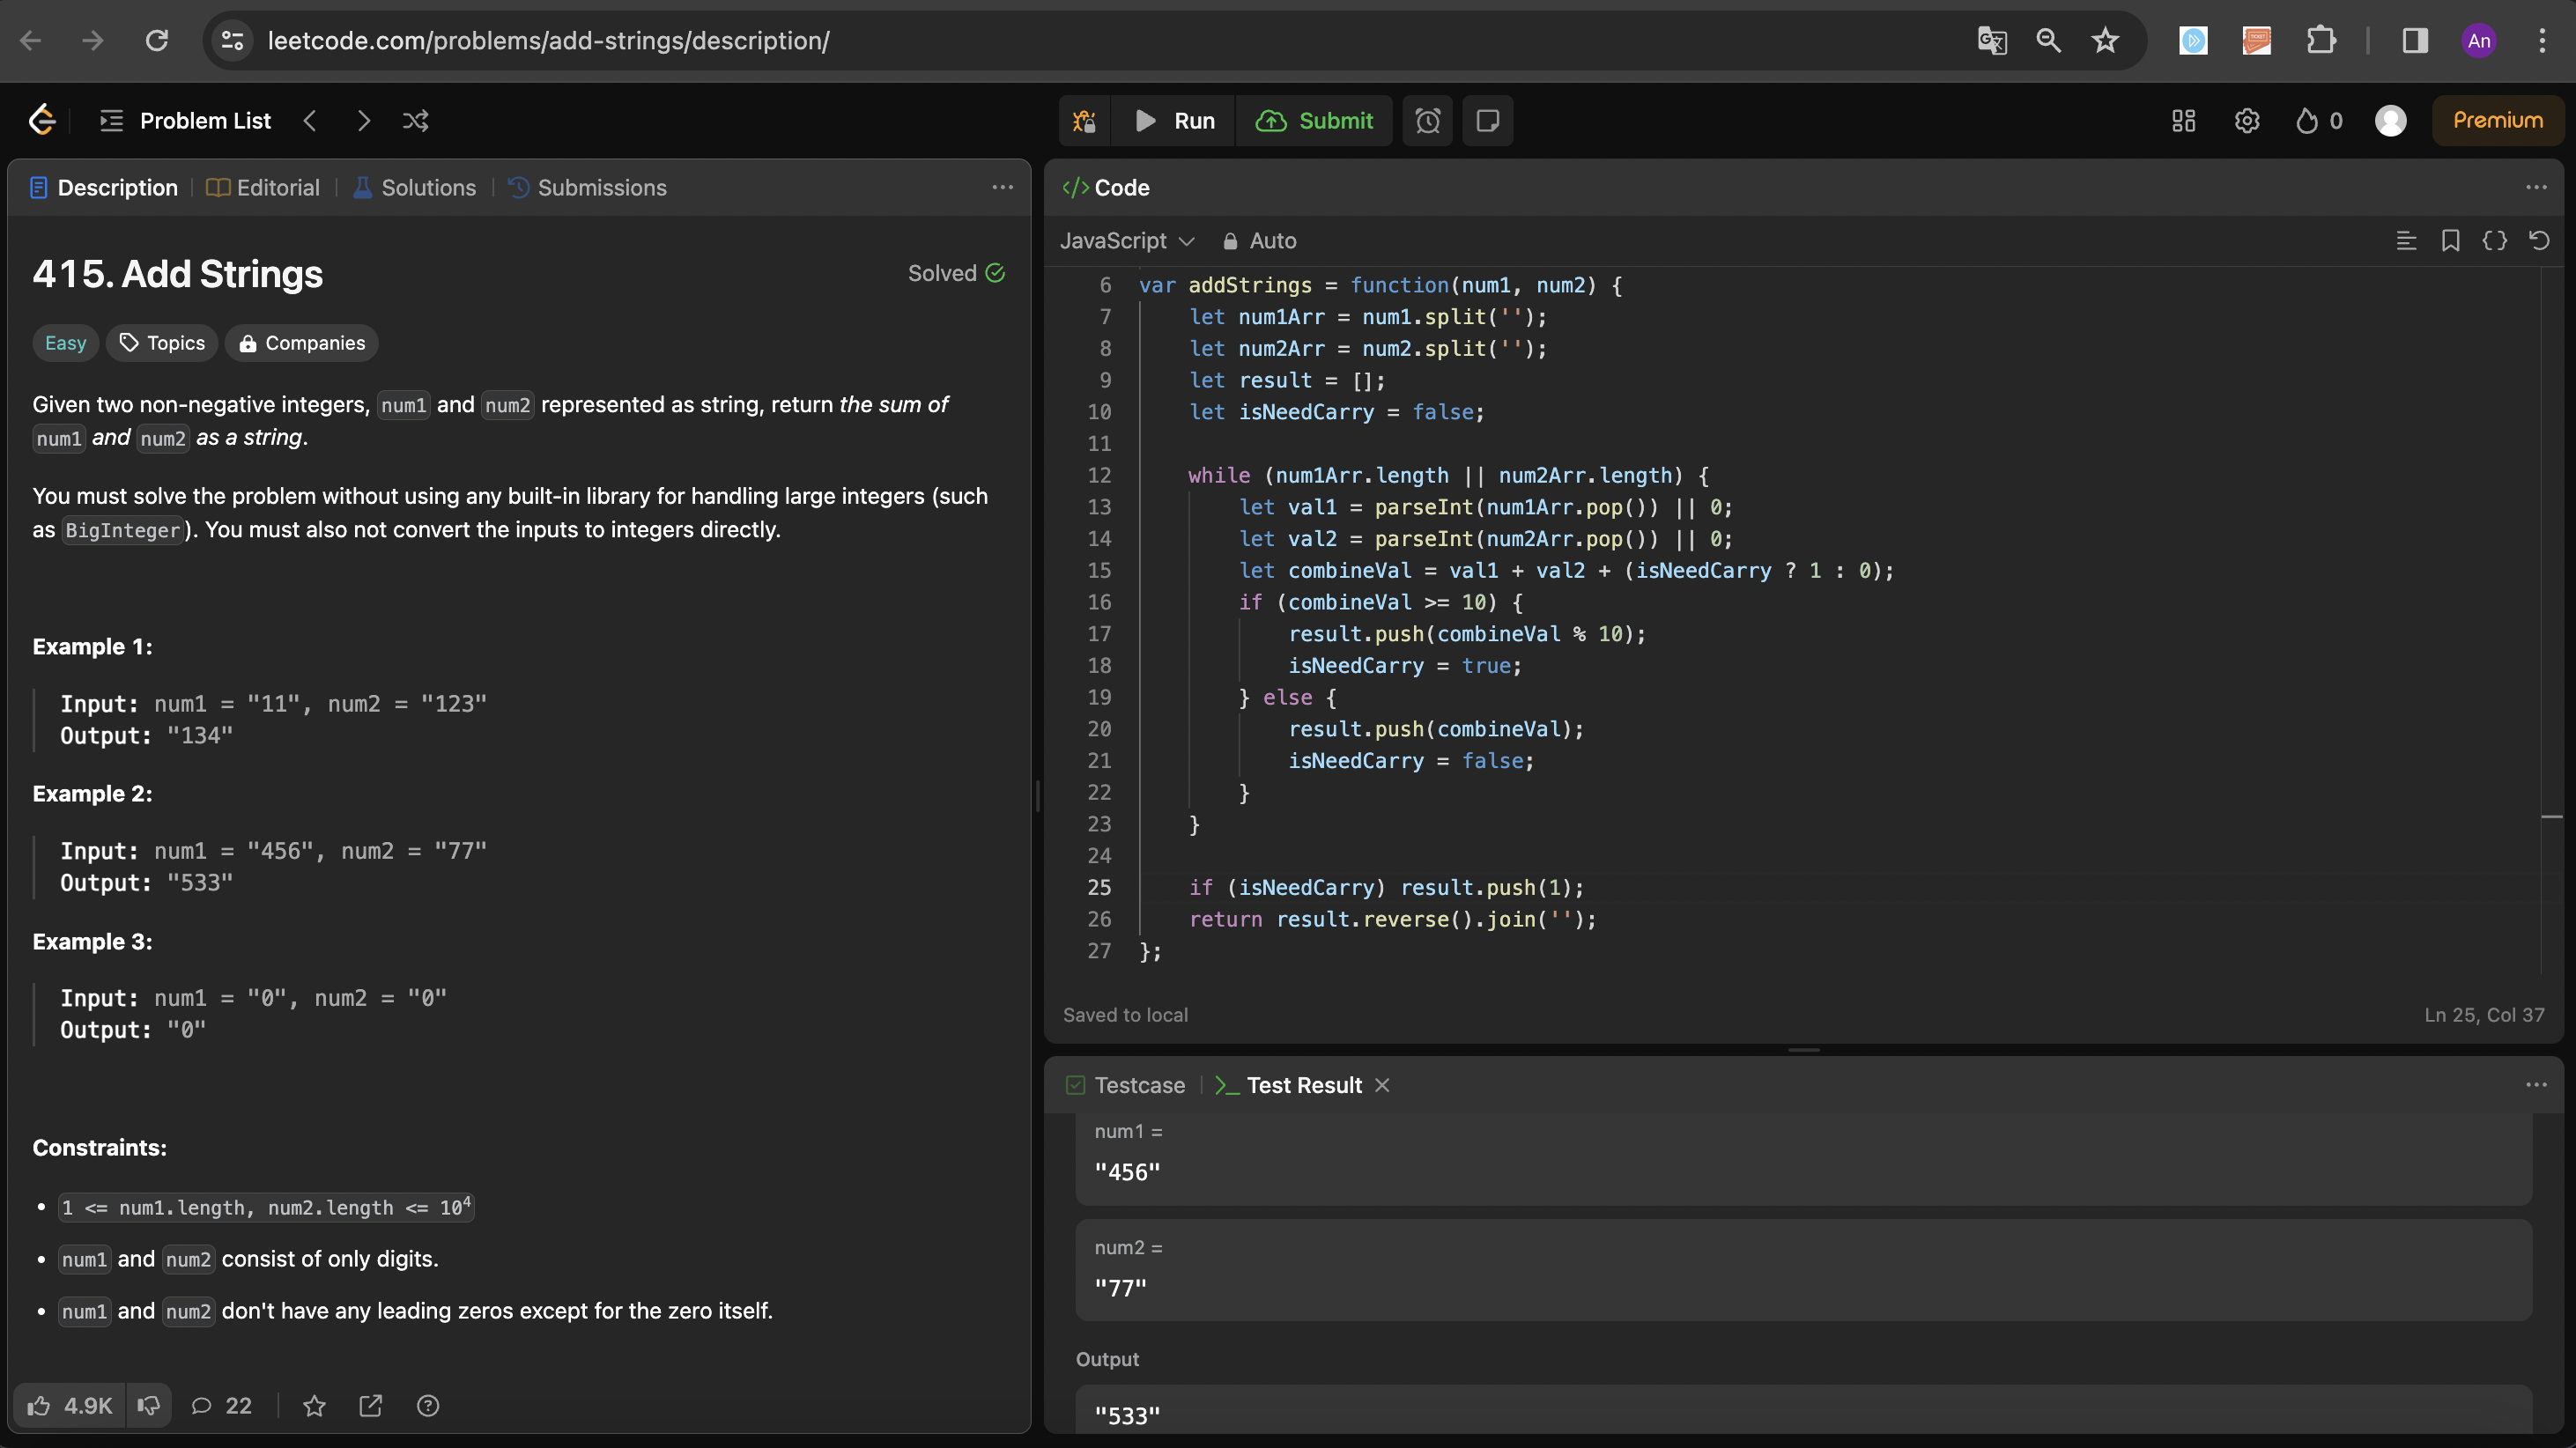 leetcode.com/problems/add-strings/description/
An
Problem List
Run
Submit
0
Premium
Description
Editorial
Solutions
Submissions
415. Add Strings
Solved
Easy
Topics
Companies
Given two non-negative integers, num1 and num2 represented as string, return the sum of
num1 and num2 as a string.
You must solve the problem without using any built-in library for handling large integers (such
as BigInteger). You must also not convert the inputs to integers directly.
Example 1:
Input: num1 = "11", num2 = "123"
Output: "134"
Example 2:
Input: num1 = "456", num2 = "77"
Output: "533"
Example 3:
Input: num1 = "0", num2 = "0"
Output: "0"
Constraints:
• 1 <= num1.length, num2.length <= 10⁴
• num1 and num2 consist of only digits.
• num1 and num2 don't have any leading zeros except for the zero itself.
4.9K
22
</> Code
JavaScript
Auto
6 var addStrings = function(num1, num2) {
7     let num1Arr = num1.split('');
8     let num2Arr = num2.split('');
9     let result = [];
10     let isNeedCarry = false;
11
12     while (num1Arr.length || num2Arr.length) {
13         let val1 = parseInt(num1Arr.pop()) || 0;
14         let val2 = parseInt(num2Arr.pop()) || 0;
15         let combineVal = val1 + val2 + (isNeedCarry ? 1 : 0);
16         if (combineVal >= 10) {
17             result.push(combineVal % 10);
18             isNeedCarry = true;
19         } else {
20             result.push(combineVal);
21             isNeedCarry = false;
22         }
23     }
24
25     if (isNeedCarry) result.push(1);
26     return result.reverse().join('');
27 };
Saved to local
Ln 25, Col 37
Testcase
Test Result
num1 =
"456"
num2 =
"77"
Output
"533"